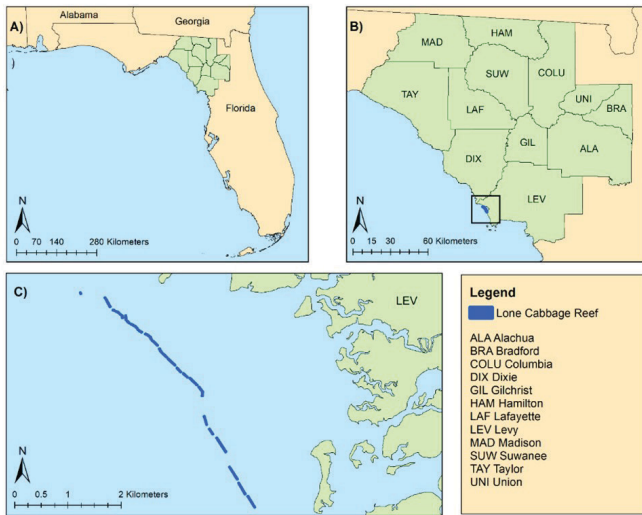 A)
Alabama
Georgia
)
Florida
N
0 70 140 280 Kilometers
B)
MAD
HAM
SUW
COLU
TAY
LAF
UNI
BRA
GIL
ALA
DIX
LEV
N
0 15 30 60 Kilometers
C)
LEV
N
0 0.5 1 2 Kilometers
Legend
Lone Cabbage Reef
ALA Alachua
BRA Bradford
COLU Columbia
DIX Dixie
GIL Gilchrist
HAM Hamilton
LAF Lafayette
LEV Levy
MAD Madison
SUW Suwanee
TAY Taylor
UNI Union